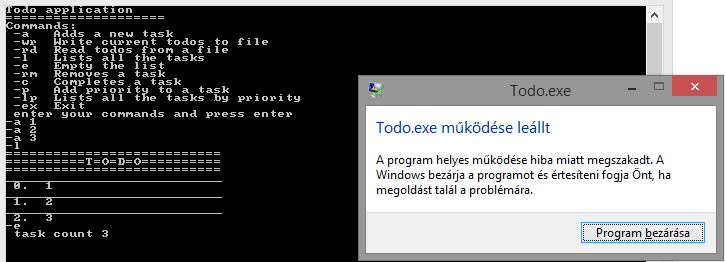 Todo application
====================
Commands:
-a Adds a new task
-wr Write current todos to file
-rd Read todos from a file
-l Lists all the tasks
-e Empty the list
-rm Removes a task
-c Completes a task
-p Add priority to a task
-lp Lists all the tasks by priority
-ex Exit
enter your commands and press enter
-a 1
-a 2
-a 3
-l
===========================
==========T=O=D=O==========
===========================
0. 1
1. 2
2. 3
-e
task count 3
Todo.exe
Todo.exe működése leállt
A program helyes működése hiba miatt megszakadt. A
Windows bezárja a programot és értesíteni fogja Önt, ha
megoldást talál a problémára.
Program bezárása